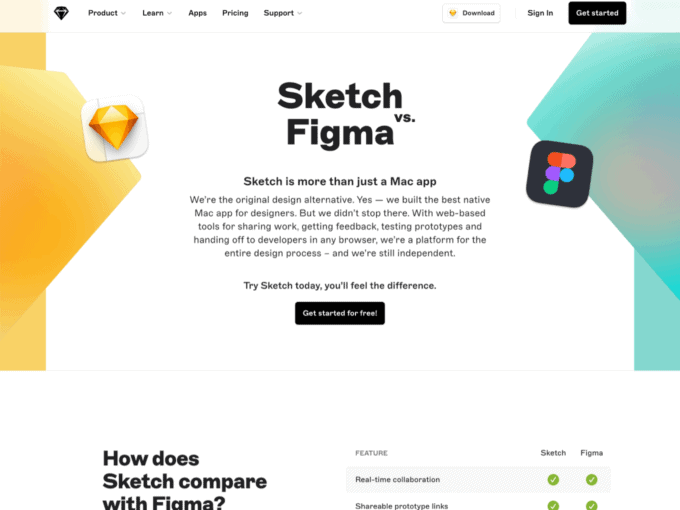 Product Learn Apps Pricing Support Download Sign In Get started
Sketch
vs.
Figma
Sketch is more than just a Mac app
We're the original design alternative. Yes — we built the best native
Mac app for designers. But we didn't stop there. With web-based
tools for sharing work, getting feedback, testing prototypes and
handing off to developers in any browser, we're a platform for the
entire design process – and we're still independent.
Try Sketch today, you'll feel the difference.
Get started for free!
How does
Sketch compare
with Figma?
FEATURE Sketch Figma
Real-time collaboration
Shareable prototype links